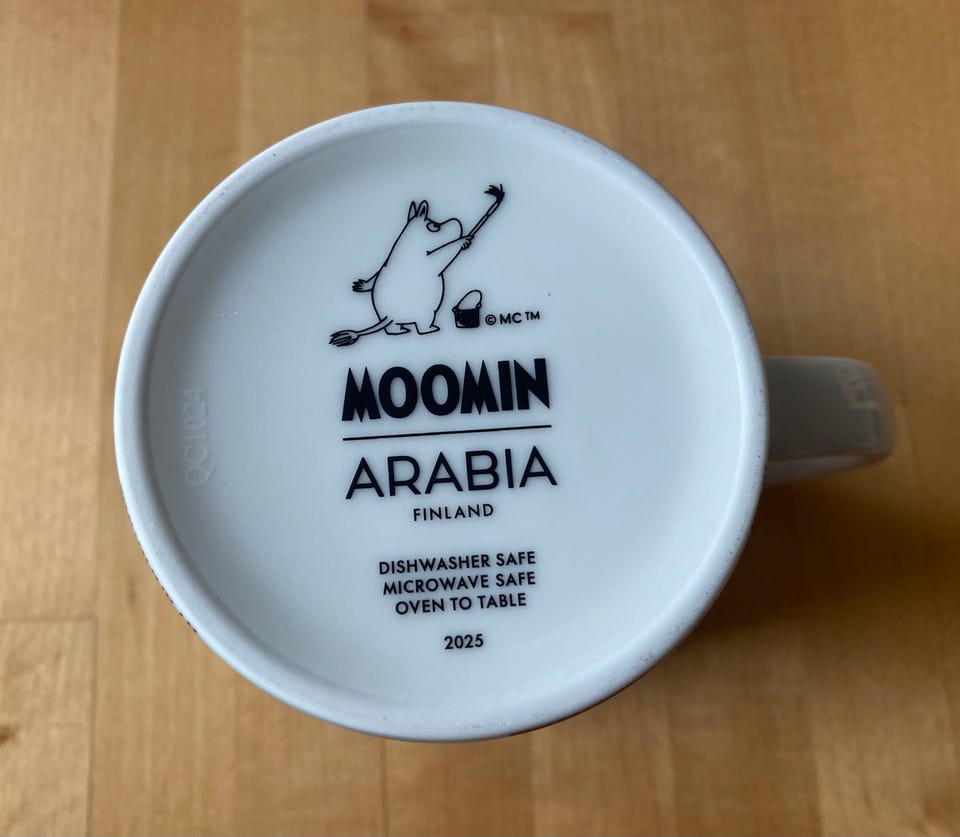 © MC ™
MOOMIN
ARABIA
FINLAND
DISHWASHER SAFE
MICROWAVE SAFE
OVEN TO TABLE
2025
QC1024